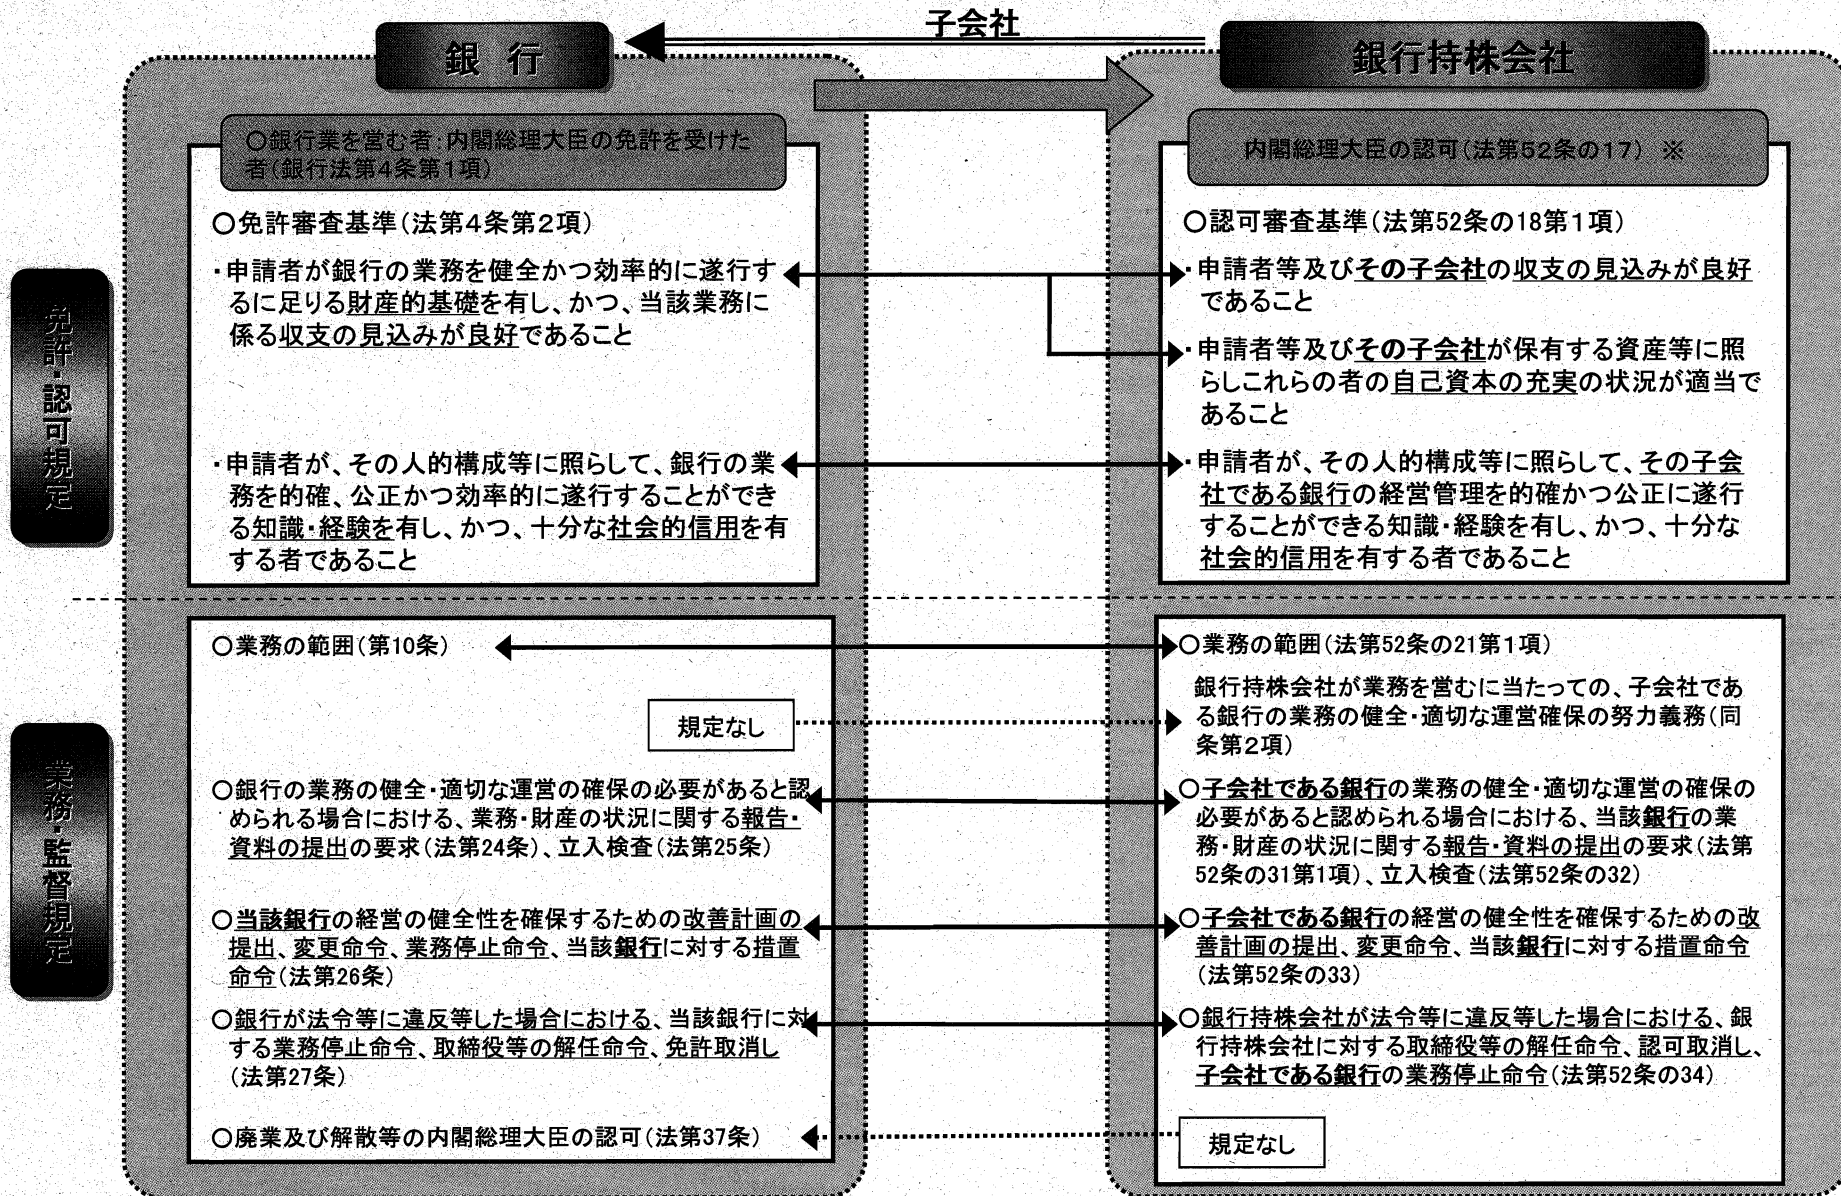 子会社
銀行
銀行持株会社
免許・認可規定
○銀行業を営む者:内閣総理大臣の免許を受けた
者(銀行法第4条第1項)
○免許審査基準(法第4条第2項)
・申請者が銀行の業務を健全かつ効率的に遂行す
るに足りる財産的基礎を有し、かつ、当該業務に
係る収支の見込みが良好であること
・申請者が、その人的構成等に照らして、銀行の業
務を的確、公正かつ効率的に遂行することができ
る知識・経験を有し、かつ、十分な社会的信用を有
する者であること
内閣総理大臣の認可(法第52条の17) ※
○認可審査基準(法第52条の18第1項)
・申請者等及びその子会社の収支の見込みが良好
であること
・申請者等及びその子会社が保有する資産等に照
らしこれらの者の自己資本の充実の状況が適当で
あること
・申請者が、その人的構成等に照らして、その子会
社である銀行の経営管理を的確かつ公正に遂行
することができる知識・経験を有し、かつ、十分な
社会的信用を有する者であること
業務・監督規定
○業務の範囲(第10条)
規定なし
○銀行の業務の健全・適切な運営の確保の必要があると認
められる場合における、業務・財産の状況に関する報告・
資料の提出の要求(法第24条)、立入検査(法第25条)
○当該銀行の経営の健全性を確保するための改善計画の
提出、変更命令、業務停止命令、当該銀行に対する措置
命令(法第26条)
○銀行が法令等に違反等した場合における、当該銀行に対
する業務停止命令、取締役等の解任命令、免許取消し
(法第27条)
○廃業及び解散等の内閣総理大臣の認可(法第37条)
○業務の範囲(法第52条の21第1項)
銀行持株会社が業務を営むに当たっての、子会社であ
る銀行の業務の健全・適切な運営確保の努力義務(同
条第2項)
○子会社である銀行の業務の健全・適切な運営の確保の
必要があると認められる場合における、当該銀行の業
務・財産の状況に関する報告・資料の提出の要求(法第
52条の31第1項)、立入検査(法第52条の32)
○子会社である銀行の経営の健全性を確保するための改
善計画の提出、変更命令、当該銀行に対する措置命令
(法第52条の33)
○銀行持株会社が法令等に違反等した場合における、銀
行持株会社に対する取締役等の解任命令、認可取消し、
子会社である銀行の業務停止命令(法第52条の34)
規定なし